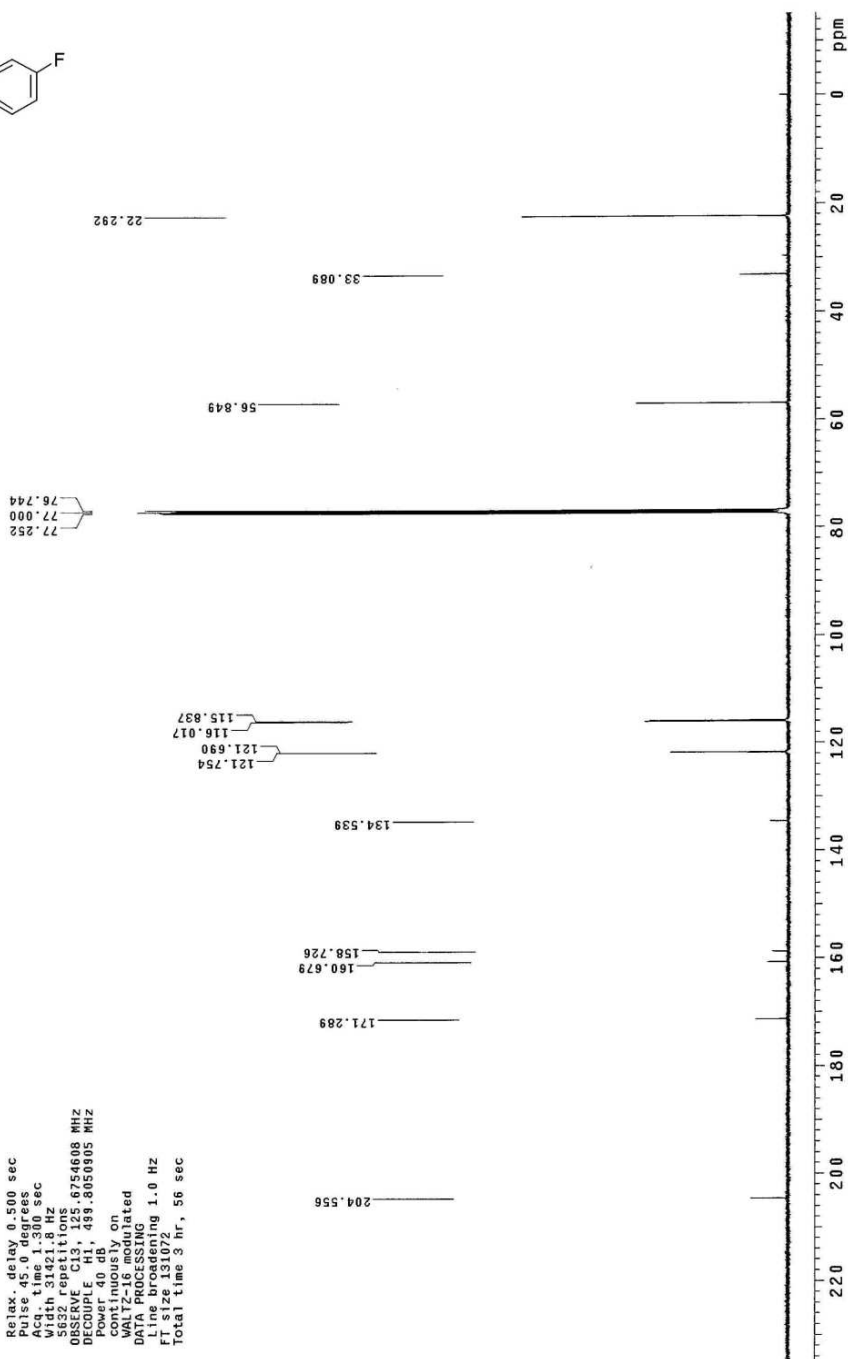 Relax. delay 0.500 sec
Pulse 45.0 degrees
Acq. time 1.300 sec
Width 31421.8 Hz
5632 repetitions
OBSERVE C13, 125.6754608 MHz
DECOUPLE H1, 499.8050905 MHz
Power 40 dB
continuously on
WALTZ-16 modulated
DATA PROCESSING
Line broadening 1.0 Hz
FT size 131072
Total time 3 hr, 56 sec
F
204.556
171.289
160.679
158.726
134.539
121.754
121.690
116.017
115.837
77.252
77.000
76.744
56.849
33.089
22.292
220 200 180 160 140 120 100 80 60 40 20 0 ppm